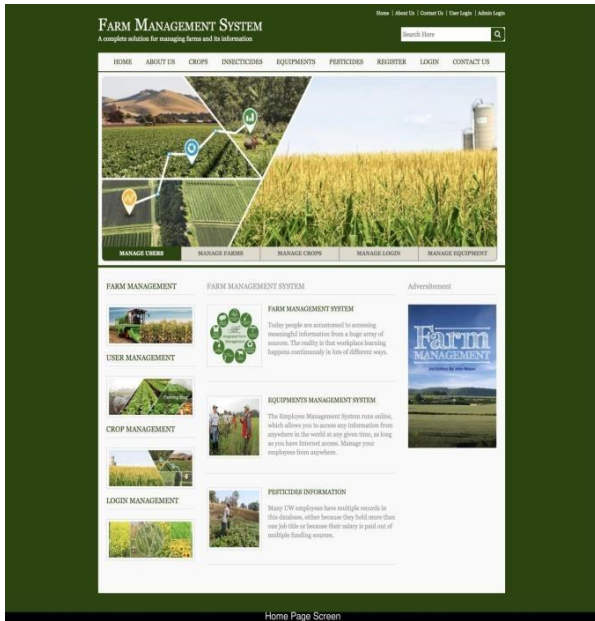 Home | About Us | Contact Us | User Login | Admin Login
FARM MANAGEMENT SYSTEM
A complete solution for managing farms and its information
Search Here
HOME ABOUT US CROPS INSECTICIDES EQUIPMENTS PESTICIDES REGISTER LOGIN CONTACT US
MANAGE USERS MANAGE FARMS MANAGE CROPS MANAGE LOGIN MANAGE EQUIPMENT
FARM MANAGEMENT
USER MANAGEMENT
CROP MANAGEMENT
LOGIN MANAGEMENT
FARM MANAGEMENT SYSTEM
FARM MANAGEMENT SYSTEM
Today people are accustomed to accessing
meaningful information from a huge array of
sources. The reality is that workplace learning
happens continuously in lots of different ways.
EQUIPMENTS MANAGEMENT SYSTEM
The Employee Management System runs online,
which allows you to access any information from
anywhere in the world at any given time, as long
as you have Internet access. Manage your
employees from anywhere.
PESTICIDES INFORMATION
Many UW employees have multiple records in
this database, either because they hold more than
one job title or because their salary is paid out of
multiple funding sources.
Adversitement
Farm
MANAGEMENT
Home Page Screen